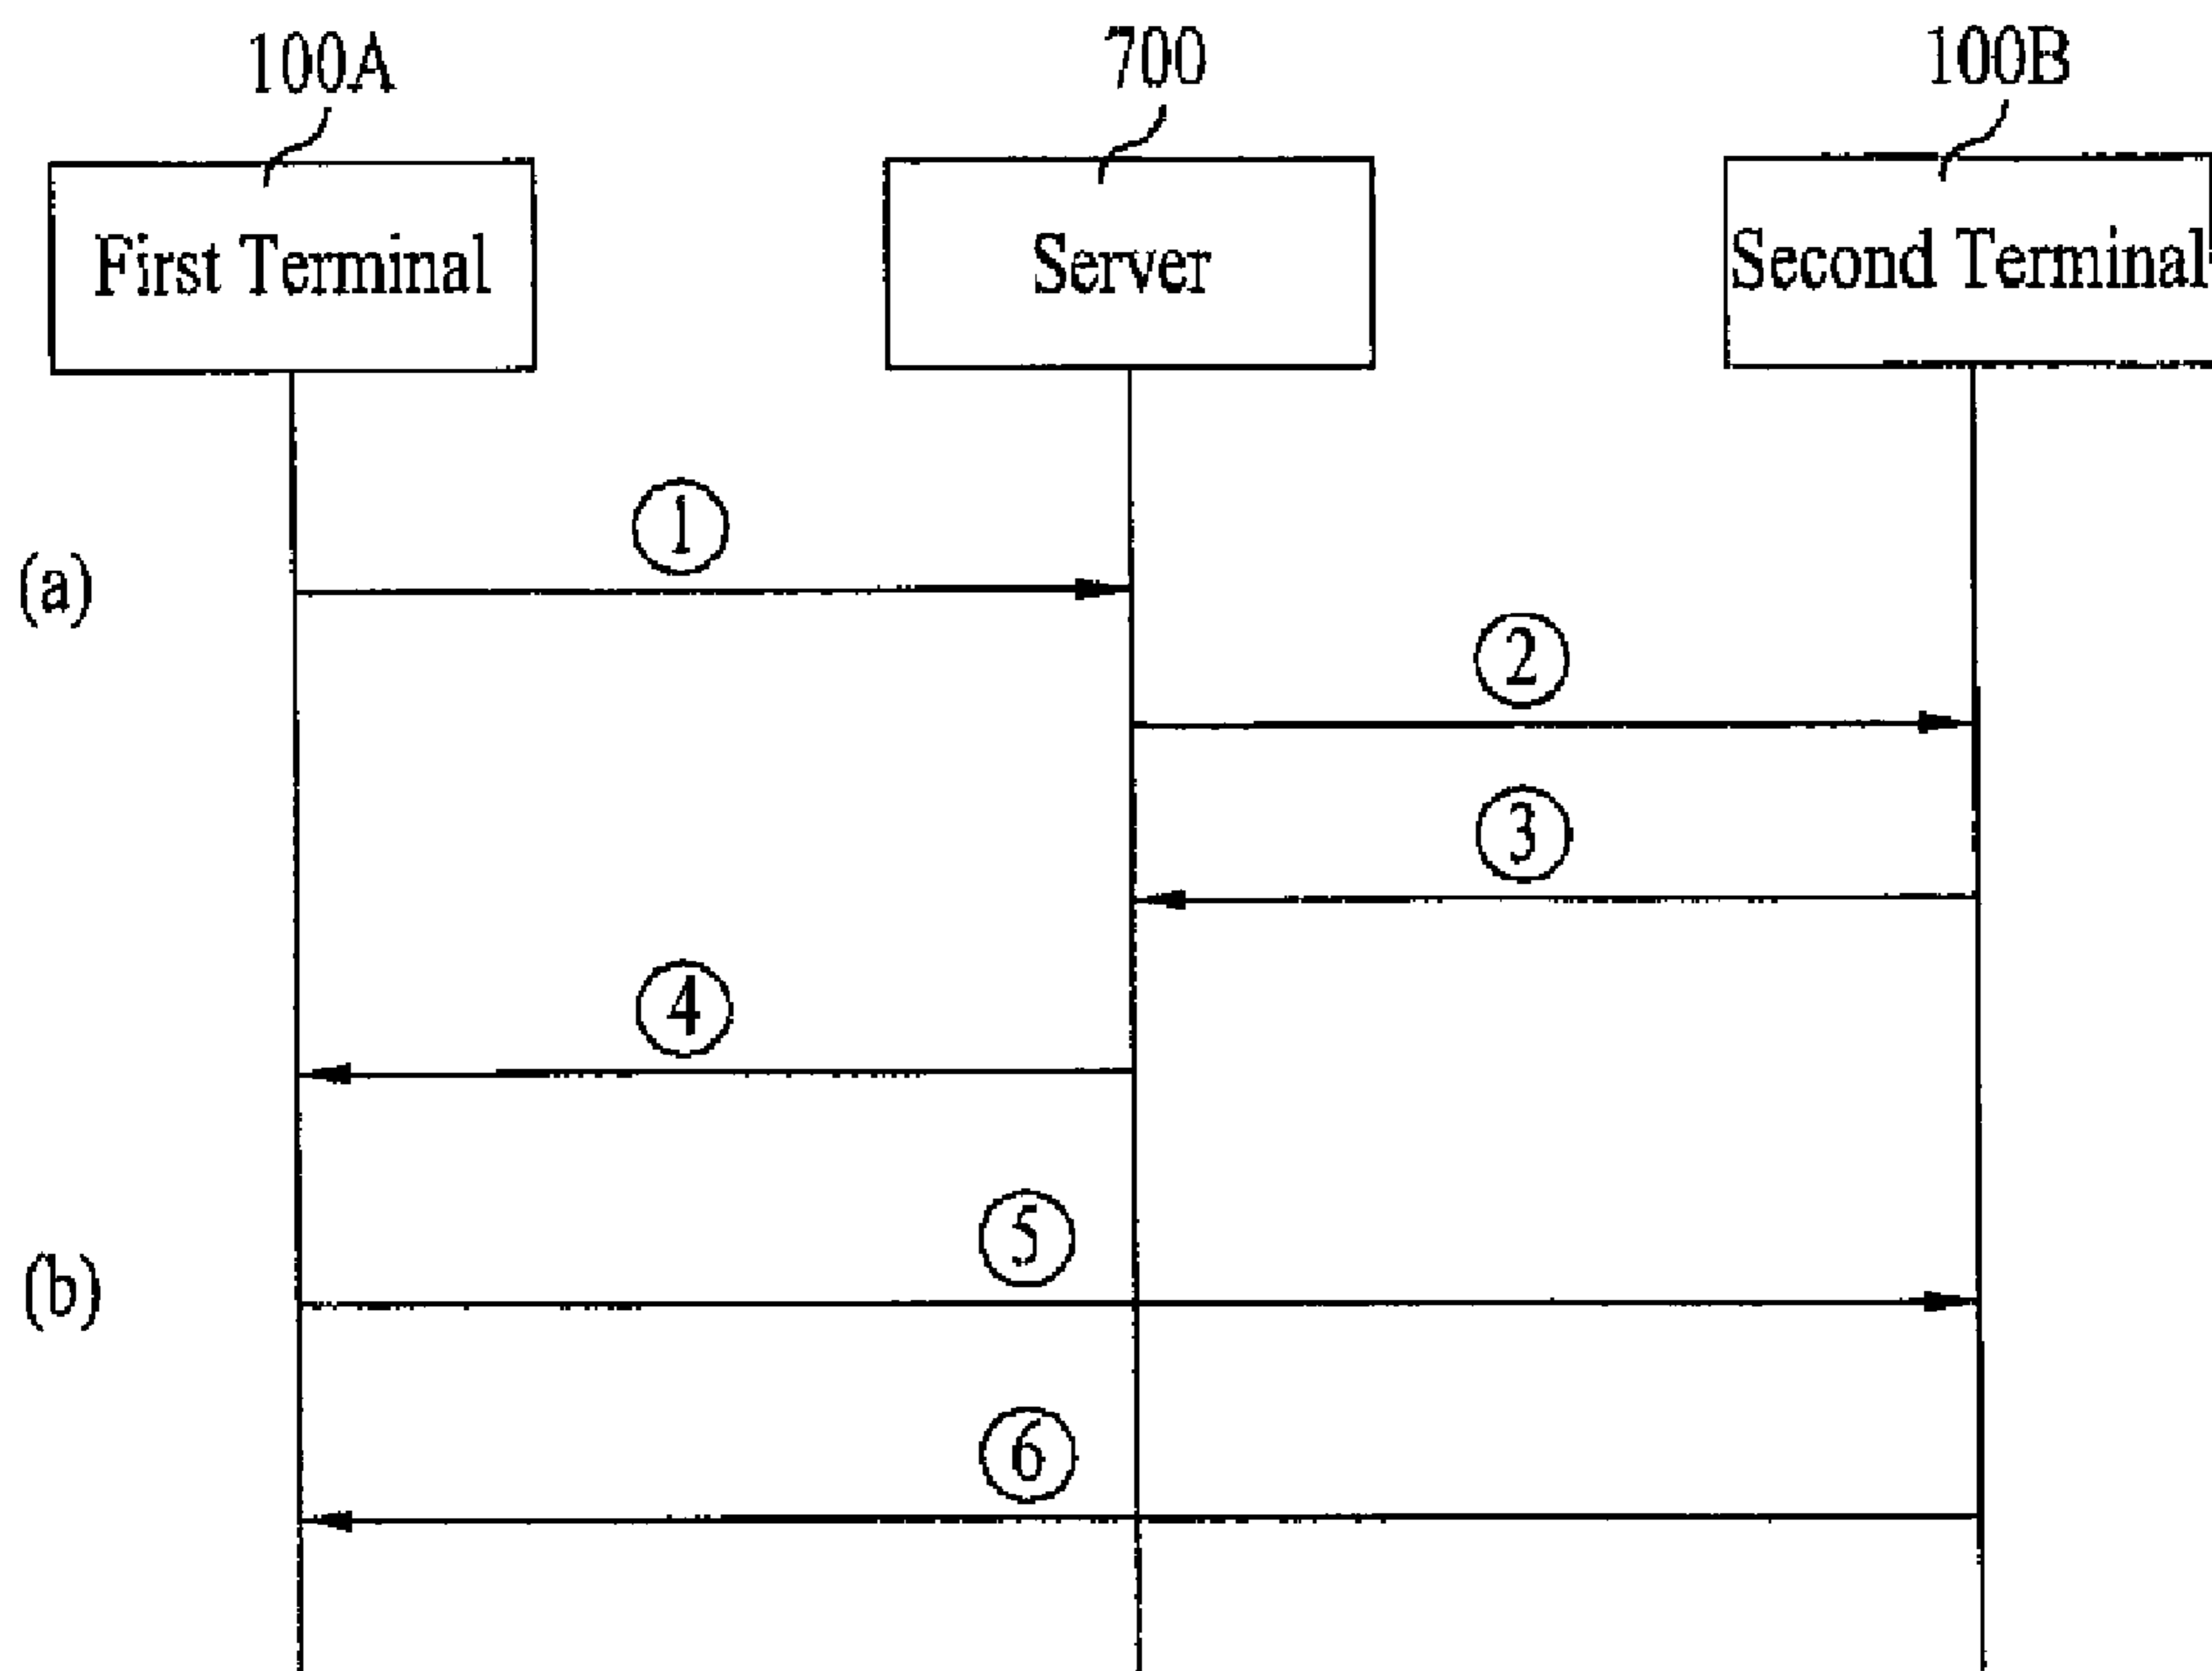 100A
700
100B
First Terminal
Server
Second Terminal
①
(a)
②
③
④
⑤
(b)
⑥